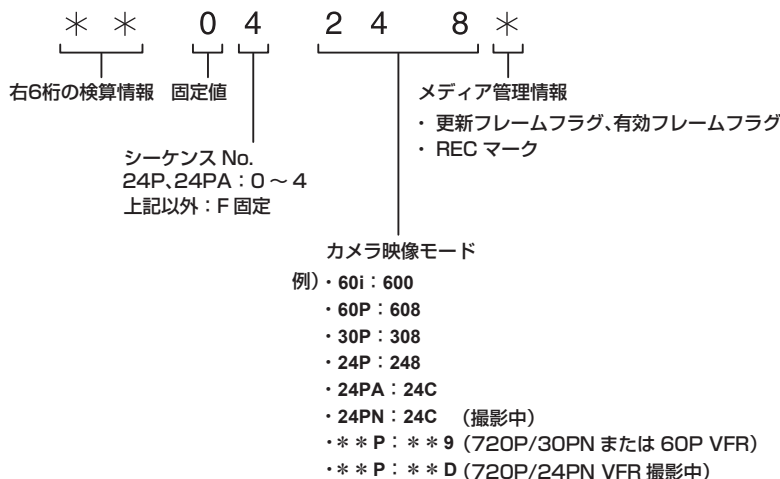 ＊ ＊ 0 4 2 4 8 ＊
右6桁の検算情報 固定値 メディア管理情報
・ 更新フレームフラグ、有効フレームフラグ
・ REC マーク
シーケンス No.
24P、24PA：0 〜 4
上記以外：F 固定
カメラ映像モード
例）・60i：600
・60P：608
・30P：308
・24P：248
・24PA：24C
・24PN：24C （撮影中）
・＊＊P：＊＊9（720P/30PN または 60P VFR）
・＊＊P：＊＊D（720P/24PN VFR 撮影中）